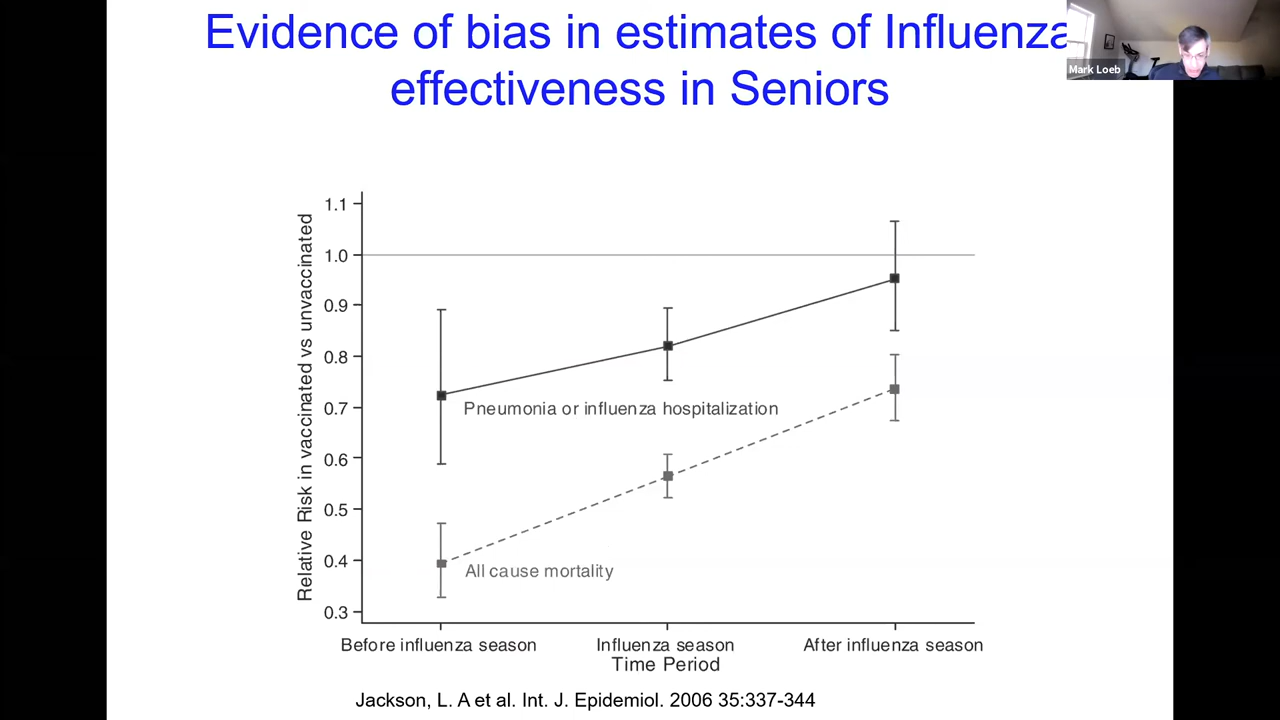 Evidence of bias in estimates of Influenza
effectiveness in Seniors
Mark Loeb
Relative Risk in vaccinated vs unvaccinated
1.1
1.0
0.9
0.8
0.7
0.6
0.5
0.4
0.3
Pneumonia or influenza hospitalization
All cause mortality
Before influenza season
Influenza season
After influenza season
Time Period
Jackson, L. A et al. Int. J. Epidemiol. 2006 35:337-344